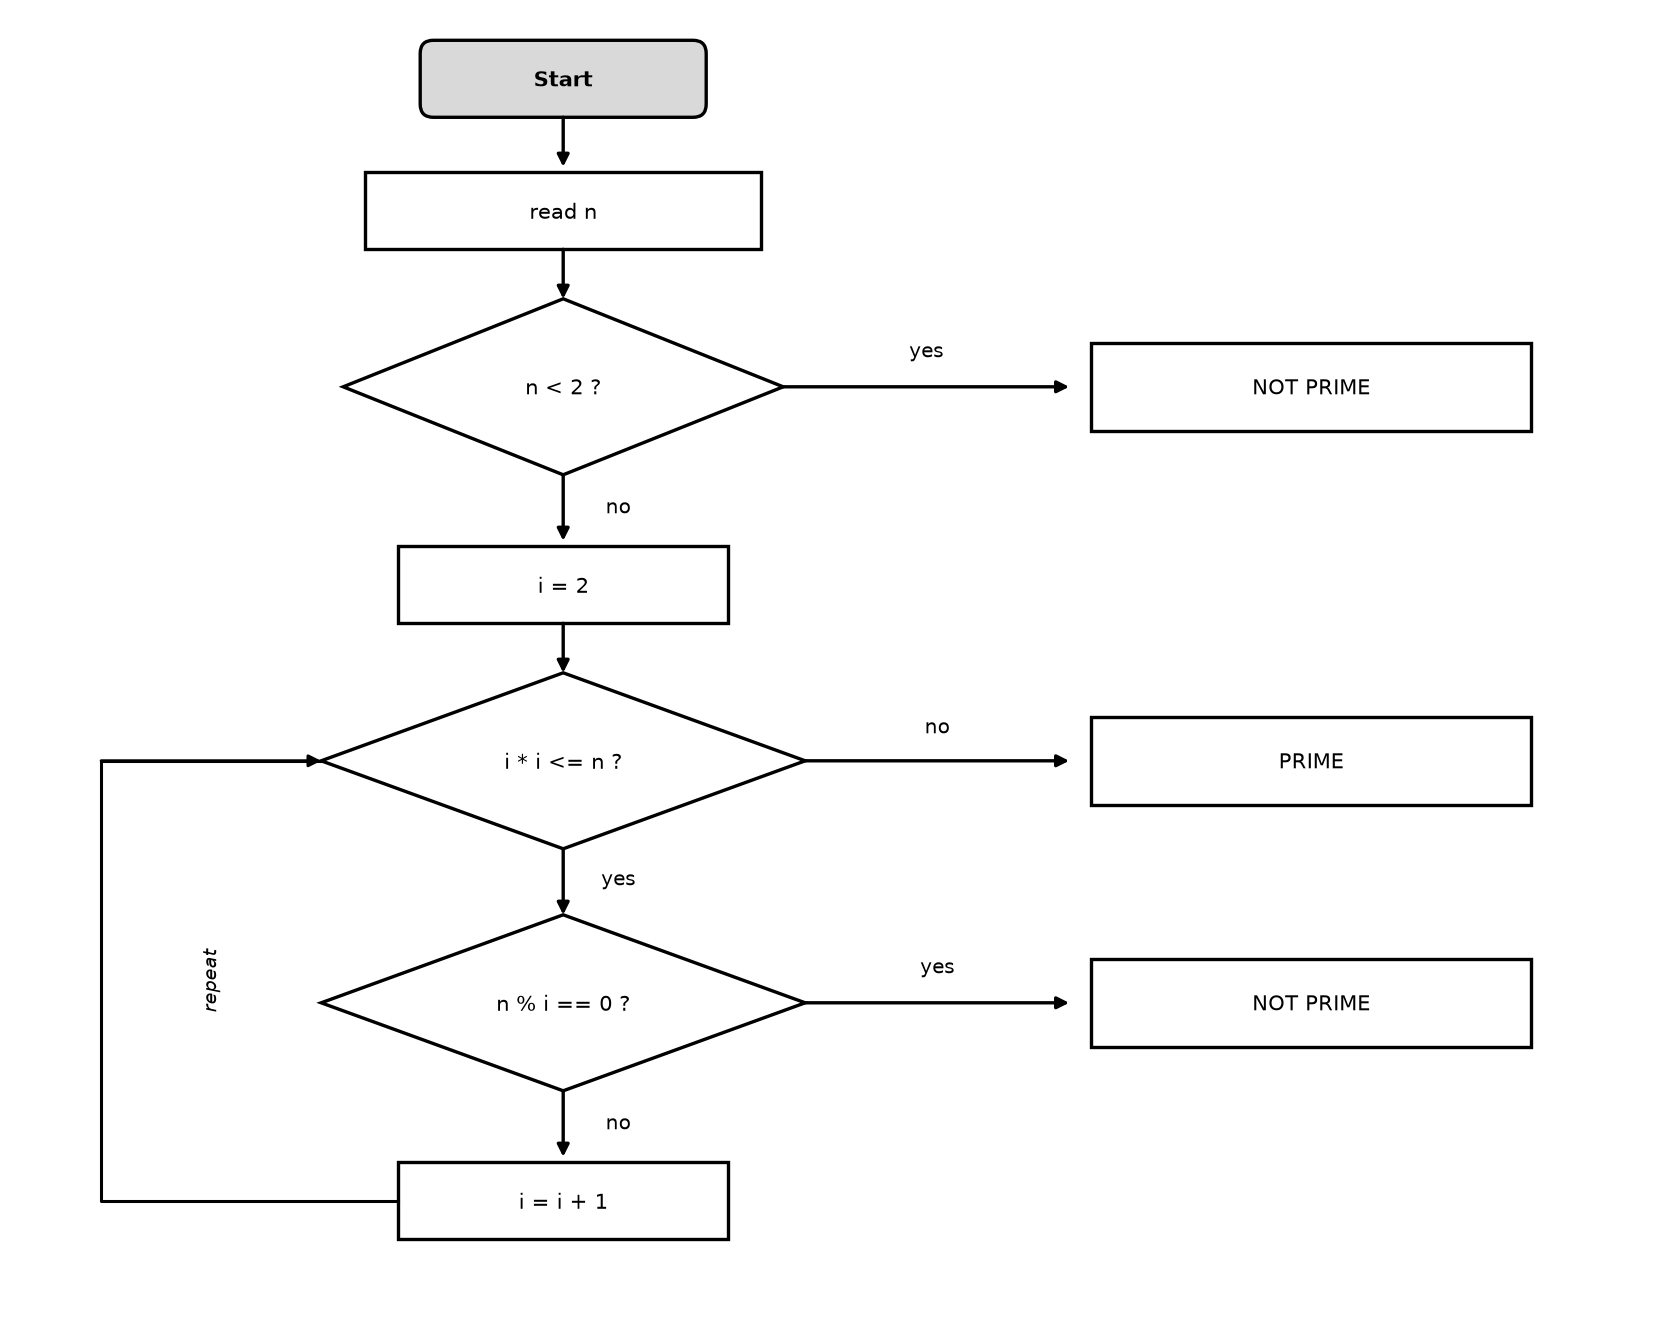 Start
read n
n < 2 ?
yes
NOT PRIME
no
i = 2
i * i <= n ?
no
PRIME
yes
n % i == 0 ?
yes
NOT PRIME
repeat
no
i = i + 1